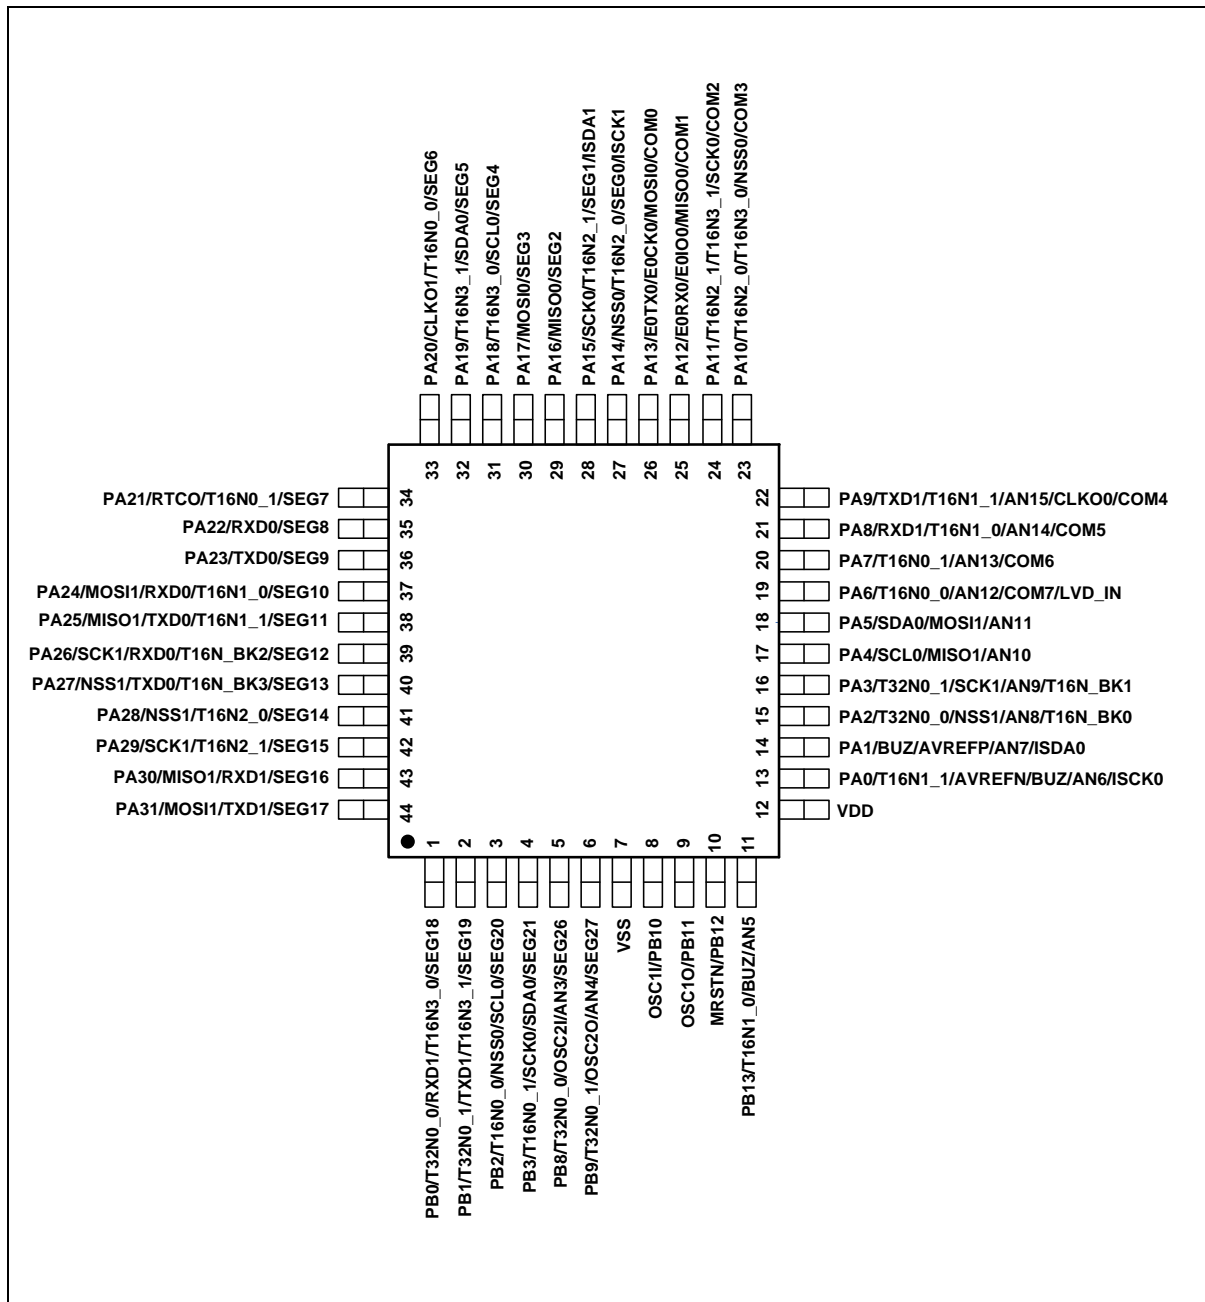 PA20/CLKO1/T16N0_0/SEG6
PA19/T16N3_1/SDA0/SEG5
PA18/T16N3_0/SCL0/SEG4
PA17/MOSI0/SEG3
PA16/MISO0/SEG2
PA15/SCK0/T16N2_1/SEG1/ISDA1
PA14/NSS0/T16N2_0/SEG0/ISCK1
PA13/E0TX0/E0CK0/MOSI0/COM0
PA12/E0RX0/E0IO0/MISO0/COM1
PA11/T16N2_1/T16N3_1/SCK0/COM2
PA10/T16N2_0/T16N3_0/NSS0/COM3
33
32
31
30
29
28
27
26
25
24
23
PA21/RTCO/T16N0_1/SEG7
34
PA22/RXD0/SEG8
35
PA23/TXD0/SEG9
36
PA24/MOSI1/RXD0/T16N1_0/SEG10
37
PA25/MISO1/TXD0/T16N1_1/SEG11
38
PA26/SCK1/RXD0/T16N_BK2/SEG12
39
PA27/NSS1/TXD0/T16N_BK3/SEG13
40
PA28/NSS1/T16N2_0/SEG14
41
PA29/SCK1/T16N2_1/SEG15
42
PA30/MISO1/RXD1/SEG16
43
PA31/MOSI1/TXD1/SEG17
44
22
PA9/TXD1/T16N1_1/AN15/CLKO0/COM4
21
PA8/RXD1/T16N1_0/AN14/COM5
20
PA7/T16N0_1/AN13/COM6
19
PA6/T16N0_0/AN12/COM7/LVD_IN
18
PA5/SDA0/MOSI1/AN11
17
PA4/SCL0/MISO1/AN10
16
PA3/T32N0_1/SCK1/AN9/T16N_BK1
15
PA2/T32N0_0/NSS1/AN8/T16N_BK0
14
PA1/BUZ/AVREFP/AN7/ISDA0
13
PA0/T16N1_1/AVREFN/BUZ/AN6/ISCK0
12
VDD
1
2
3
4
5
6
7
8
9
10
11
PB0/T32N0_0/RXD1/T16N3_0/SEG18
PB1/T32N0_1/TXD1/T16N3_1/SEG19
PB2/T16N0_0/NSS0/SCL0/SEG20
PB3/T16N0_1/SCK0/SDA0/SEG21
PB8/T32N0_0/OSC2I/AN3/SEG26
PB9/T32N0_1/OSC2O/AN4/SEG27
VSS
OSC1I/PB10
OSC1O/PB11
MRSTN/PB12
PB13/T16N1_0/BUZ/AN5